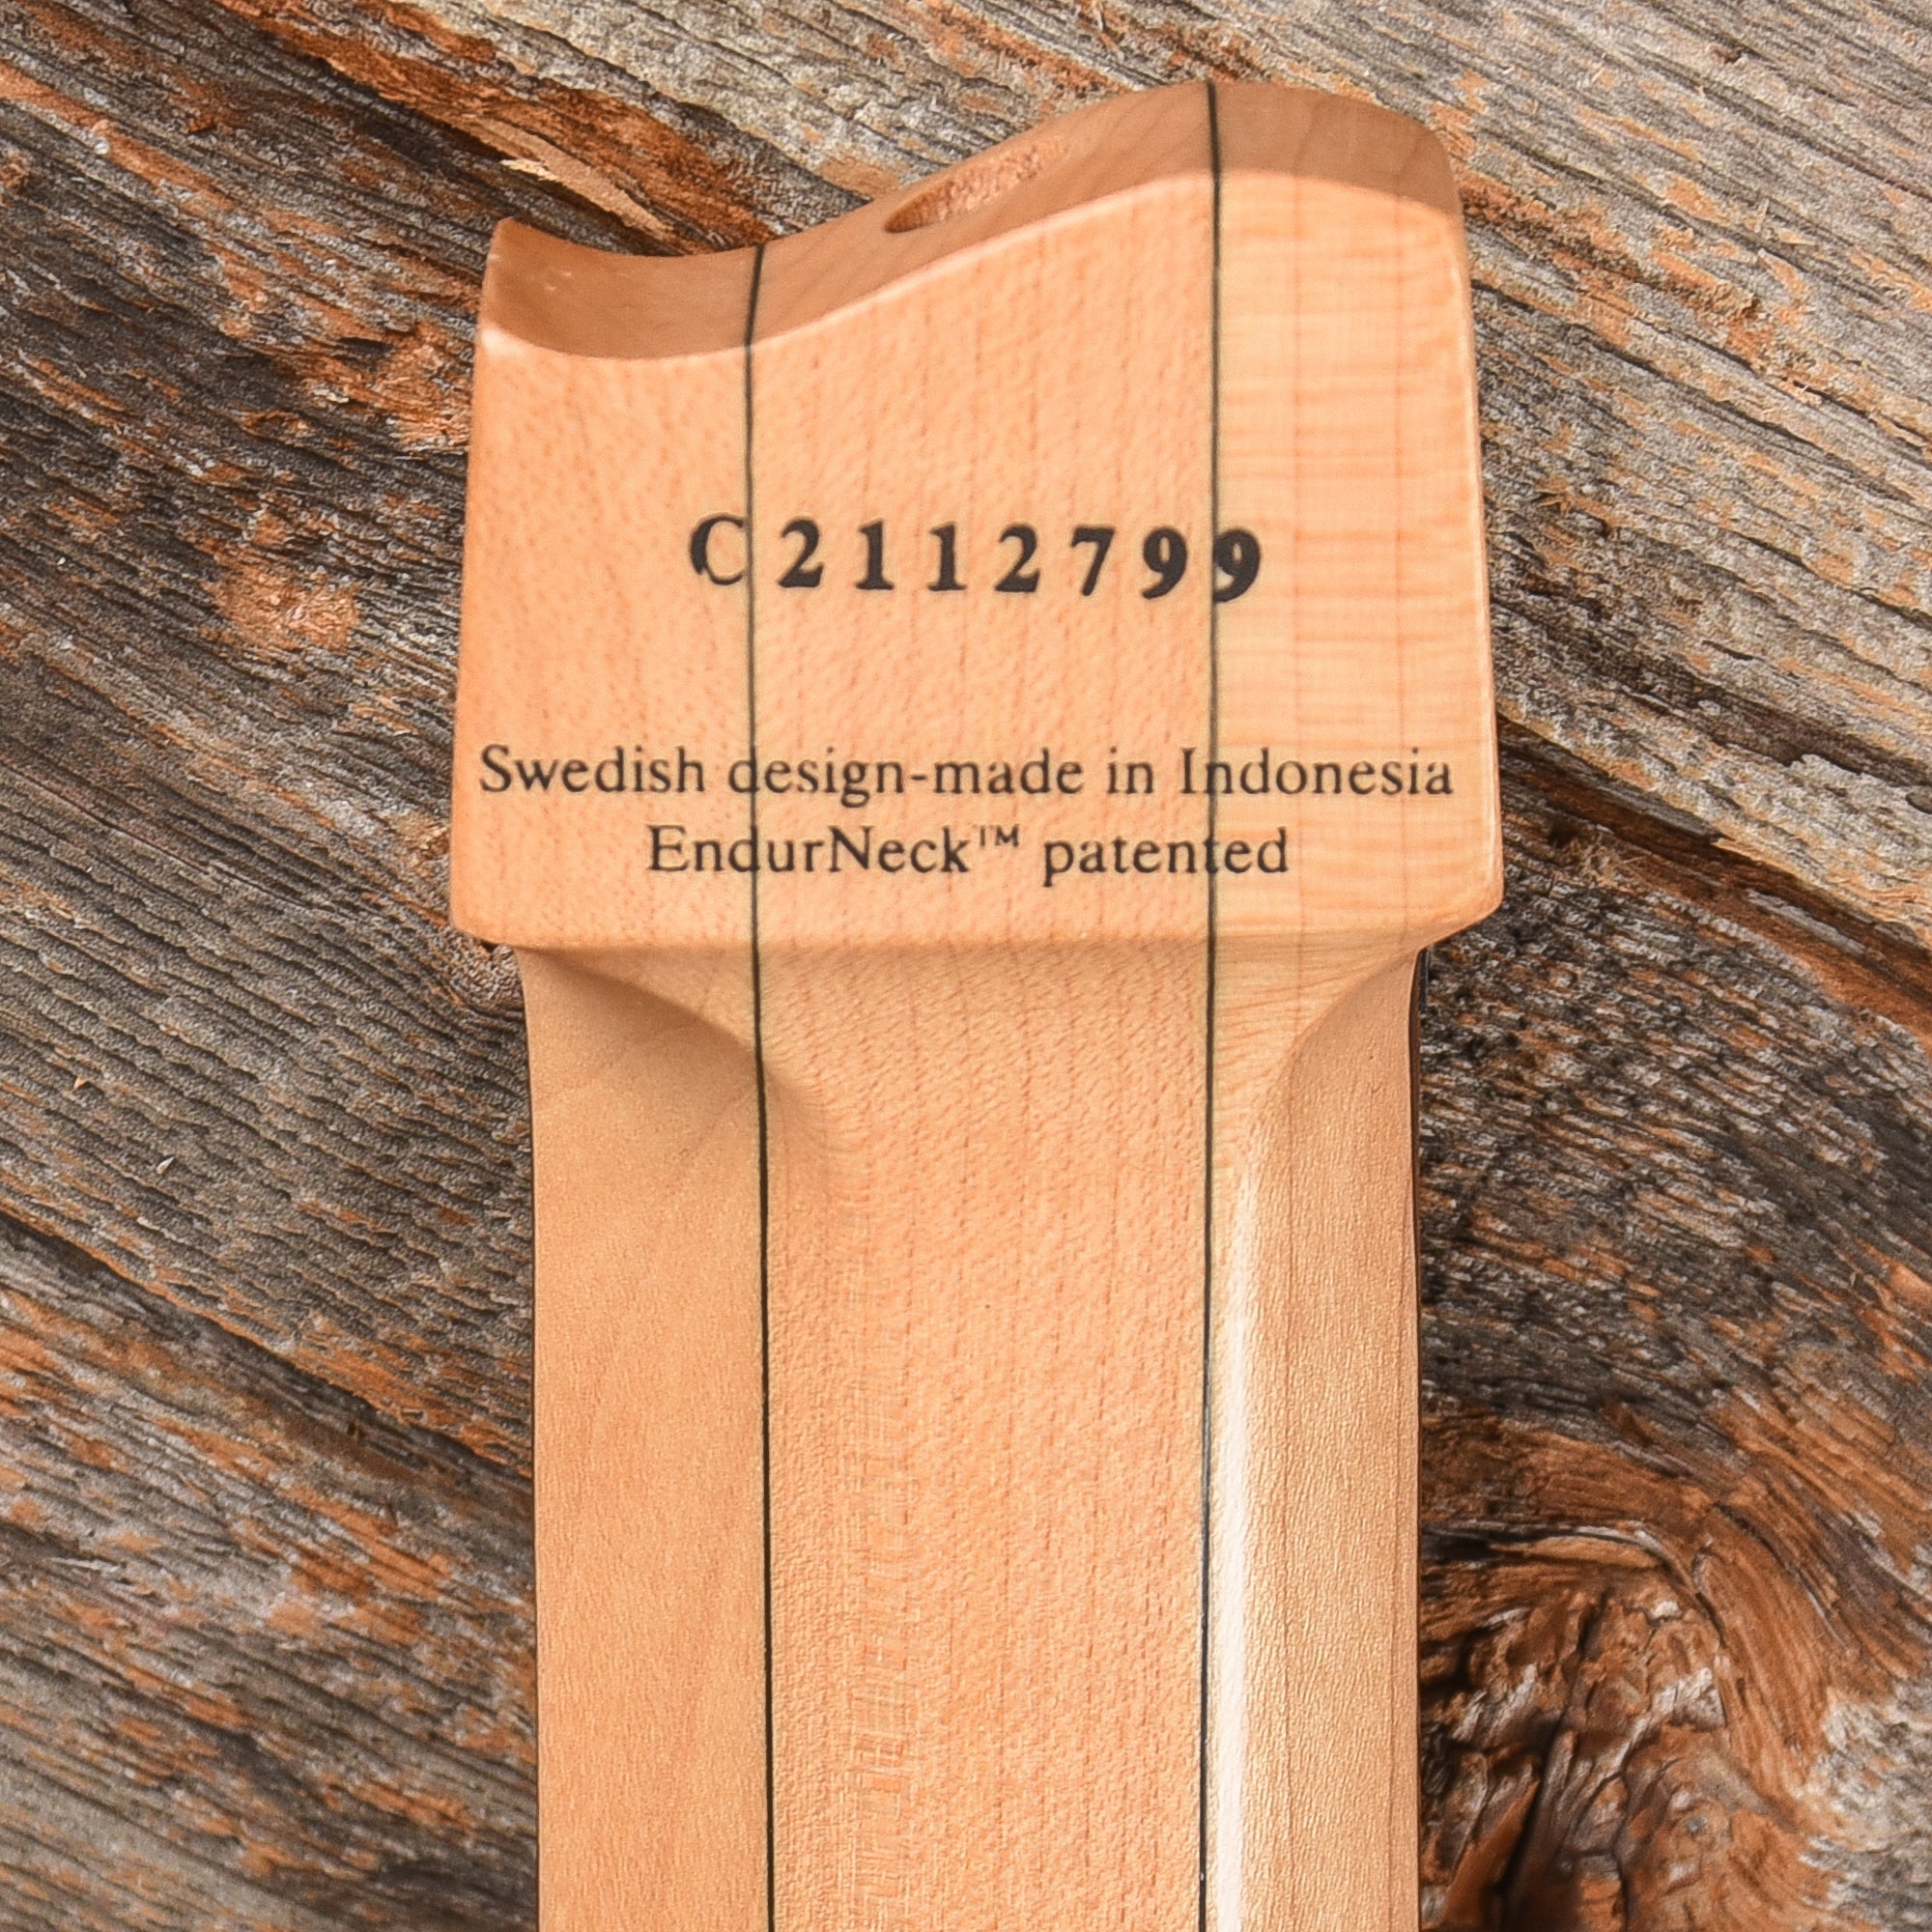 C2112799
Swedish design-made in Indonesia
EndurNeck™ patented